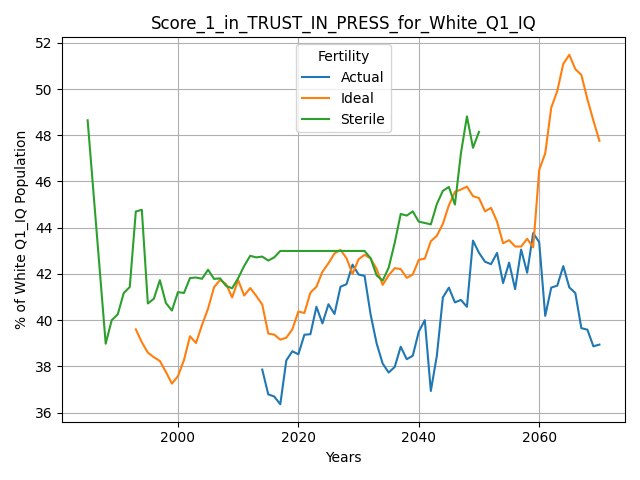 Score_1_in_TRUST_IN_PRESS_for_White_Q1_IQ
Fertility
Actual
Ideal
Sterile
% of White Q1_IQ Population
52
50
48
46
44
42
40
38
36
2000
2020
2040
2060
Years